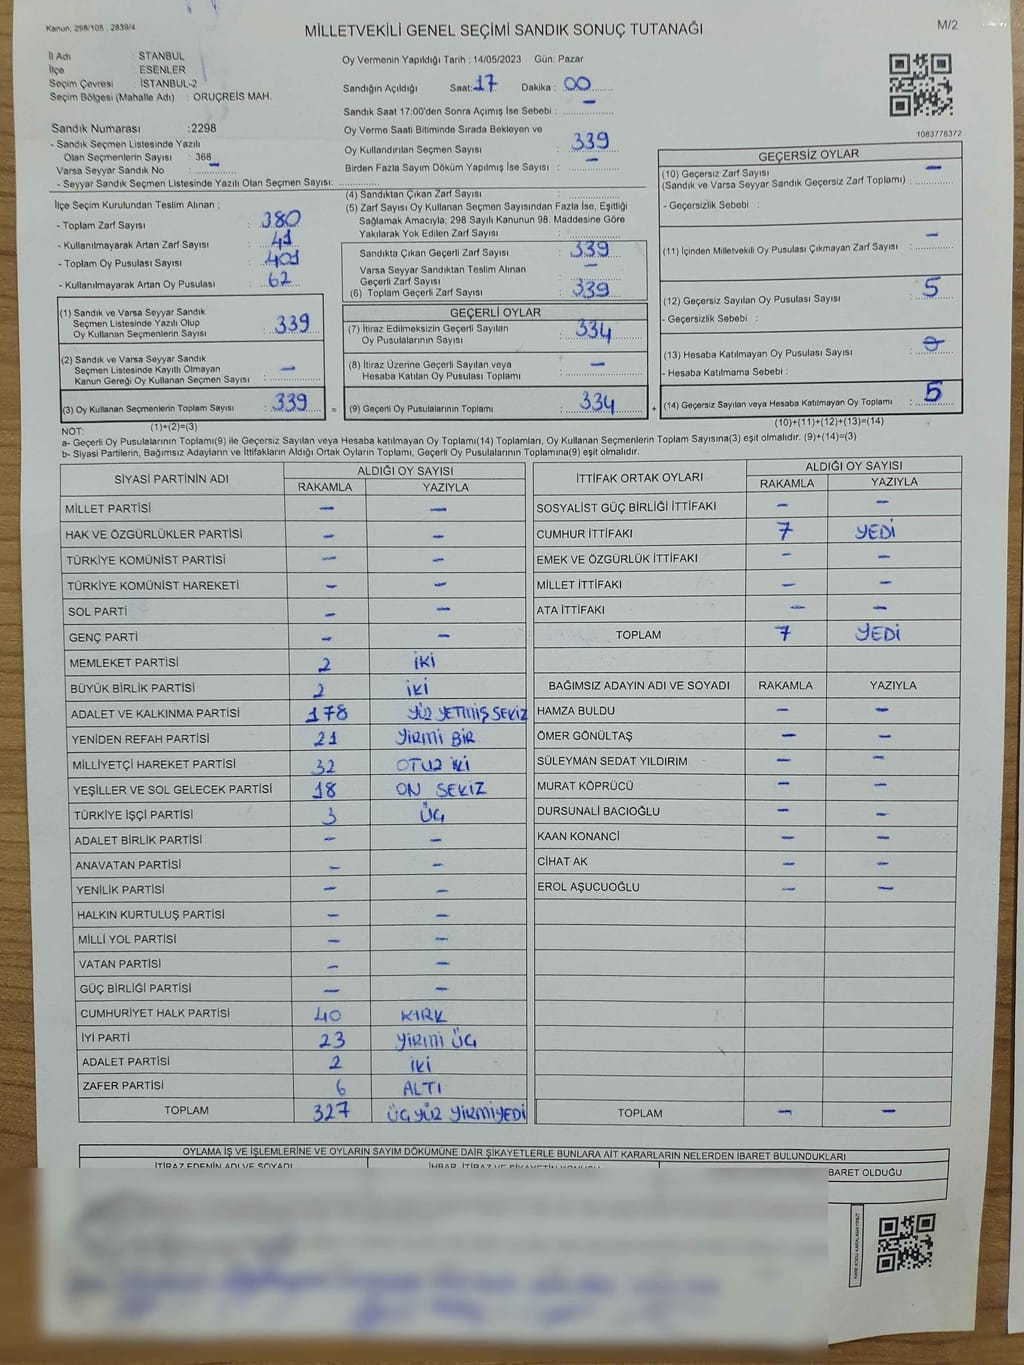 Kanun, 298/105 , 2839/4
MİLLETVEKİLİ GENEL SEÇİMİ SANDIK SONUÇ TUTANAĞI
M/2
İl Adı : STANBUL
İlçe : ESENLER
Seçim Çevresi : İSTANBUL-2
Seçim Bölgesi (Mahalle Adı) : ORUÇREİS MAH.
Oy Vermenin Yapıldığı Tarih : 14/05/2023 Gün: Pazar
Sandığın Açıldığı Saat: 17 Dakika : 00
Sandık Saat 17:00'den Sonra Açımış İse Sebebi : –
Oy Verme Saati Bitiminde Sırada Bekleyen ve
Oy Kullandırılan Seçmen Sayısı : 339
Birden Fazla Sayım Döküm Yapılmış İse Sayısı : –
1083776372
Sandık Numarası :2298
- Sandık Seçmen Listesinde Yazılı
Olan Seçmenlerin Sayısı : 368
Varsa Seyyar Sandık No : –
- Seyyar Sandık Seçmen Listesinde Yazılı Olan Seçmen Sayısı:
İlçe Seçim Kurulundan Teslim Alınan ;
- Toplam Zarf Sayısı : 380
- Kullanılmayarak Artan Zarf Sayısı : 41
- Toplam Oy Pusulası Sayısı : 401
- Kullanılmayarak Artan Oy Pusulası : 62
(1) Sandık ve Varsa Seyyar Sandık
Seçmen Listesinde Yazılı Olup
Oy Kullanan Seçmenlerin Sayısı : 339
(2) Sandık ve Varsa Seyyar Sandık
Seçmen Listesinde Kayıtlı Olmayan
Kanun Gereği Oy Kullanan Seçmen Sayısı : –
(3) Oy Kullanan Seçmenlerin Toplam Sayısı : 339
(1)+(2)=(3)
(4) Sandıktan Çıkan Zarf Sayısı :
(5) Zarf Sayısı Oy Kullanan Seçmen Sayısından Fazla İse, Eşitliği
Sağlamak Amacıyla; 298 Sayılı Kanunun 98. Maddesine Göre
Yakılarak Yok Edilen Zarf Sayısı :
Sandıkta Çıkan Geçerli Zarf Sayısı : 339
Varsa Seyyar Sandıktan Teslim Alınan
Geçerli Zarf Sayısı : –
(6) Toplam Geçerli Zarf Sayısı : 339
GEÇERLİ OYLAR
(7) İtiraz Edilmeksizin Geçerli Sayılan
Oy Pusulalarının Sayısı : 334
(8) İtiraz Üzerine Geçerli Sayılan veya
Hesaba Katılan Oy Pusulası Toplamı : –
= (9) Geçerli Oy Pusulalarının Toplamı : 334 +
GEÇERSİZ OYLAR
(10) Geçersiz Zarf Sayısı
(Sandık ve Varsa Seyyar Sandık Geçersiz Zarf Toplamı) : –
- Geçersizlik Sebebi :
(11) İçinden Milletvekili Oy Pusulası Çıkmayan Zarf Sayısı : –
(12) Geçersiz Sayılan Oy Pusulası Sayısı : 5
- Geçersizlik Sebebi :
(13) Hesaba Katılmayan Oy Pusulası Sayısı :
- Hesaba Katılmama Sebebi :
(14) Geçersiz Sayılan veya Hesaba Katılmayan Oy Toplamı : 5
(10)+(11)+(12)+(13)=(14)
NOT:
a- Geçerli Oy Pusulalarının Toplamı(9) ile Geçersiz Sayılan veya Hesaba katılmayan Oy Toplamı(14) Toplamları, Oy Kullanan Seçmenlerin Toplam Sayısına(3) eşit olmalıdır. (9)+(14)=(3)
b- Siyasi Partilerin, Bağımsız Adayların ve İttifakların Aldığı Ortak Oyların Toplamı, Geçerli Oy Pusulalarının Toplamına(9) eşit olmalıdır.
SİYASİ PARTİNİN ADI ALDIĞI OY SAYISI
RAKAMLA YAZIYLA
MİLLET PARTİSİ – –
HAK VE ÖZGÜRLÜKLER PARTİSİ – –
TÜRKİYE KOMÜNİST PARTİSİ – –
TÜRKİYE KOMÜNİST HAREKETİ – –
SOL PARTİ – –
GENÇ PARTİ – –
MEMLEKET PARTİSİ 2 İKİ
BÜYÜK BİRLİK PARTİSİ 2 İKİ
ADALET VE KALKINMA PARTİSİ 178 YÜZ YETMİŞ SEKİZ
YENİDEN REFAH PARTİSİ 21 YİRMİ BİR
MİLLİYETÇİ HAREKET PARTİSİ 32 OTUZ İKİ
YEŞİLLER VE SOL GELECEK PARTİSİ 18 ON SEKİZ
TÜRKİYE İŞÇİ PARTİSİ 3 ÜÇ
ADALET BİRLİK PARTİSİ – –
ANAVATAN PARTİSİ – –
YENİLİK PARTİSİ – –
HALKIN KURTULUŞ PARTİSİ – –
MİLLİ YOL PARTİSİ – –
VATAN PARTİSİ – –
GÜÇ BİRLİĞİ PARTİSİ – –
CUMHURİYET HALK PARTİSİ 40 KIRK
İYİ PARTİ 23 YİRMİ ÜÇ
ADALET PARTİSİ 2 İKİ
ZAFER PARTİSİ 6 ALTI
TOPLAM 327 ÜÇYÜZ YİRMİYEDİ
İTTİFAK ORTAK OYLARI ALDIĞI OY SAYISI
RAKAMLA YAZIYLA
SOSYALİST GÜÇ BİRLİĞİ İTTİFAKI – –
CUMHUR İTTİFAKI 7 YEDİ
EMEK VE ÖZGÜRLÜK İTTİFAKI – –
MİLLET İTTİFAKI – –
ATA İTTİFAKI – –
TOPLAM 7 YEDİ
BAĞIMSIZ ADAYIN ADI VE SOYADI RAKAMLA YAZIYLA
HAMZA BULDU – –
ÖMER GÖNÜLTAŞ – –
SÜLEYMAN SEDAT YILDIRIM – –
MURAT KÖPRÜCÜ – –
DURSUNALİ BACIOĞLU – –
KAAN KONANCİ – –
CİHAT AK – –
EROL AŞUCUOĞLU – –
TOPLAM – –
OYLAMA İŞ VE İŞLEMLERİNE VE OYLARIN SAYIM DÖKÜMÜNE DAİR ŞİKAYETLERLE BUNLARA AİT KARARLARIN NELERDEN İBARET BULUNDUKLARI
İTİRAZ EDENİN ADI VE SOYADI
BARET OLDUĞU